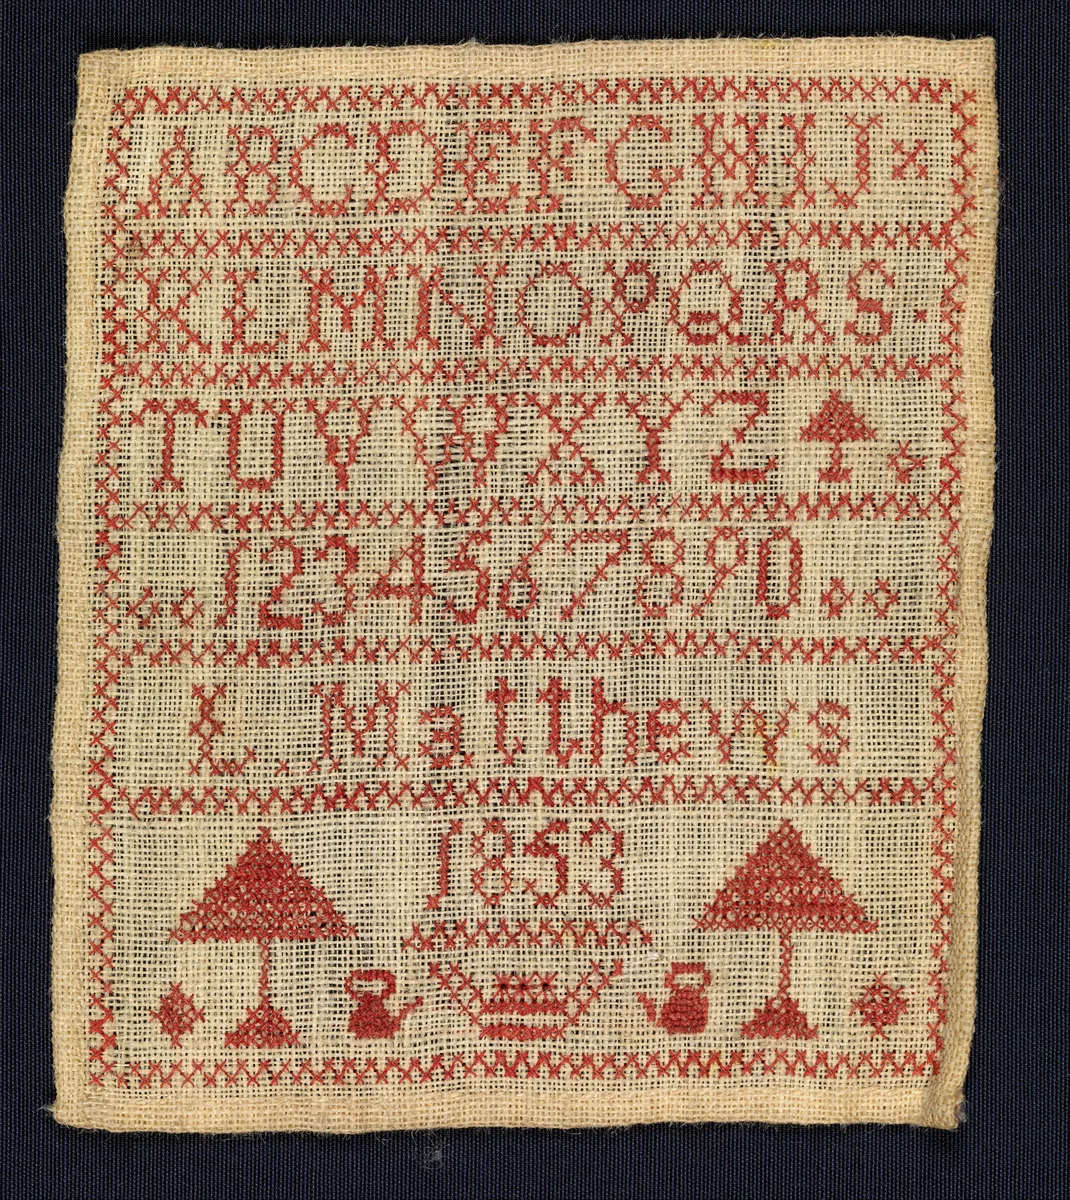 ABCDEFGHIJ
KLMNOPQRS
TUVWXYZ
1234567890
L Matthews
1853